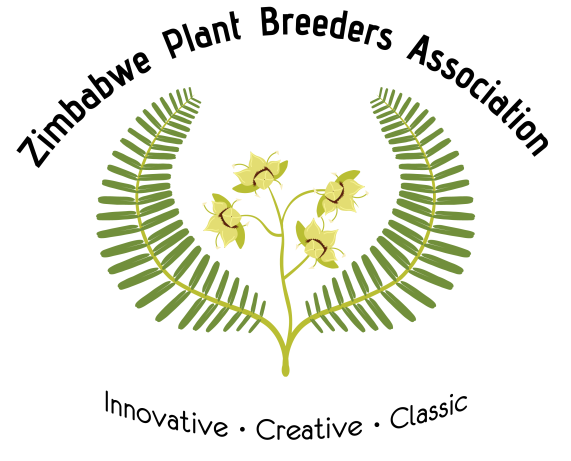 Zimbabwe Plant Breeders Association
Innovative · Creative · Classic